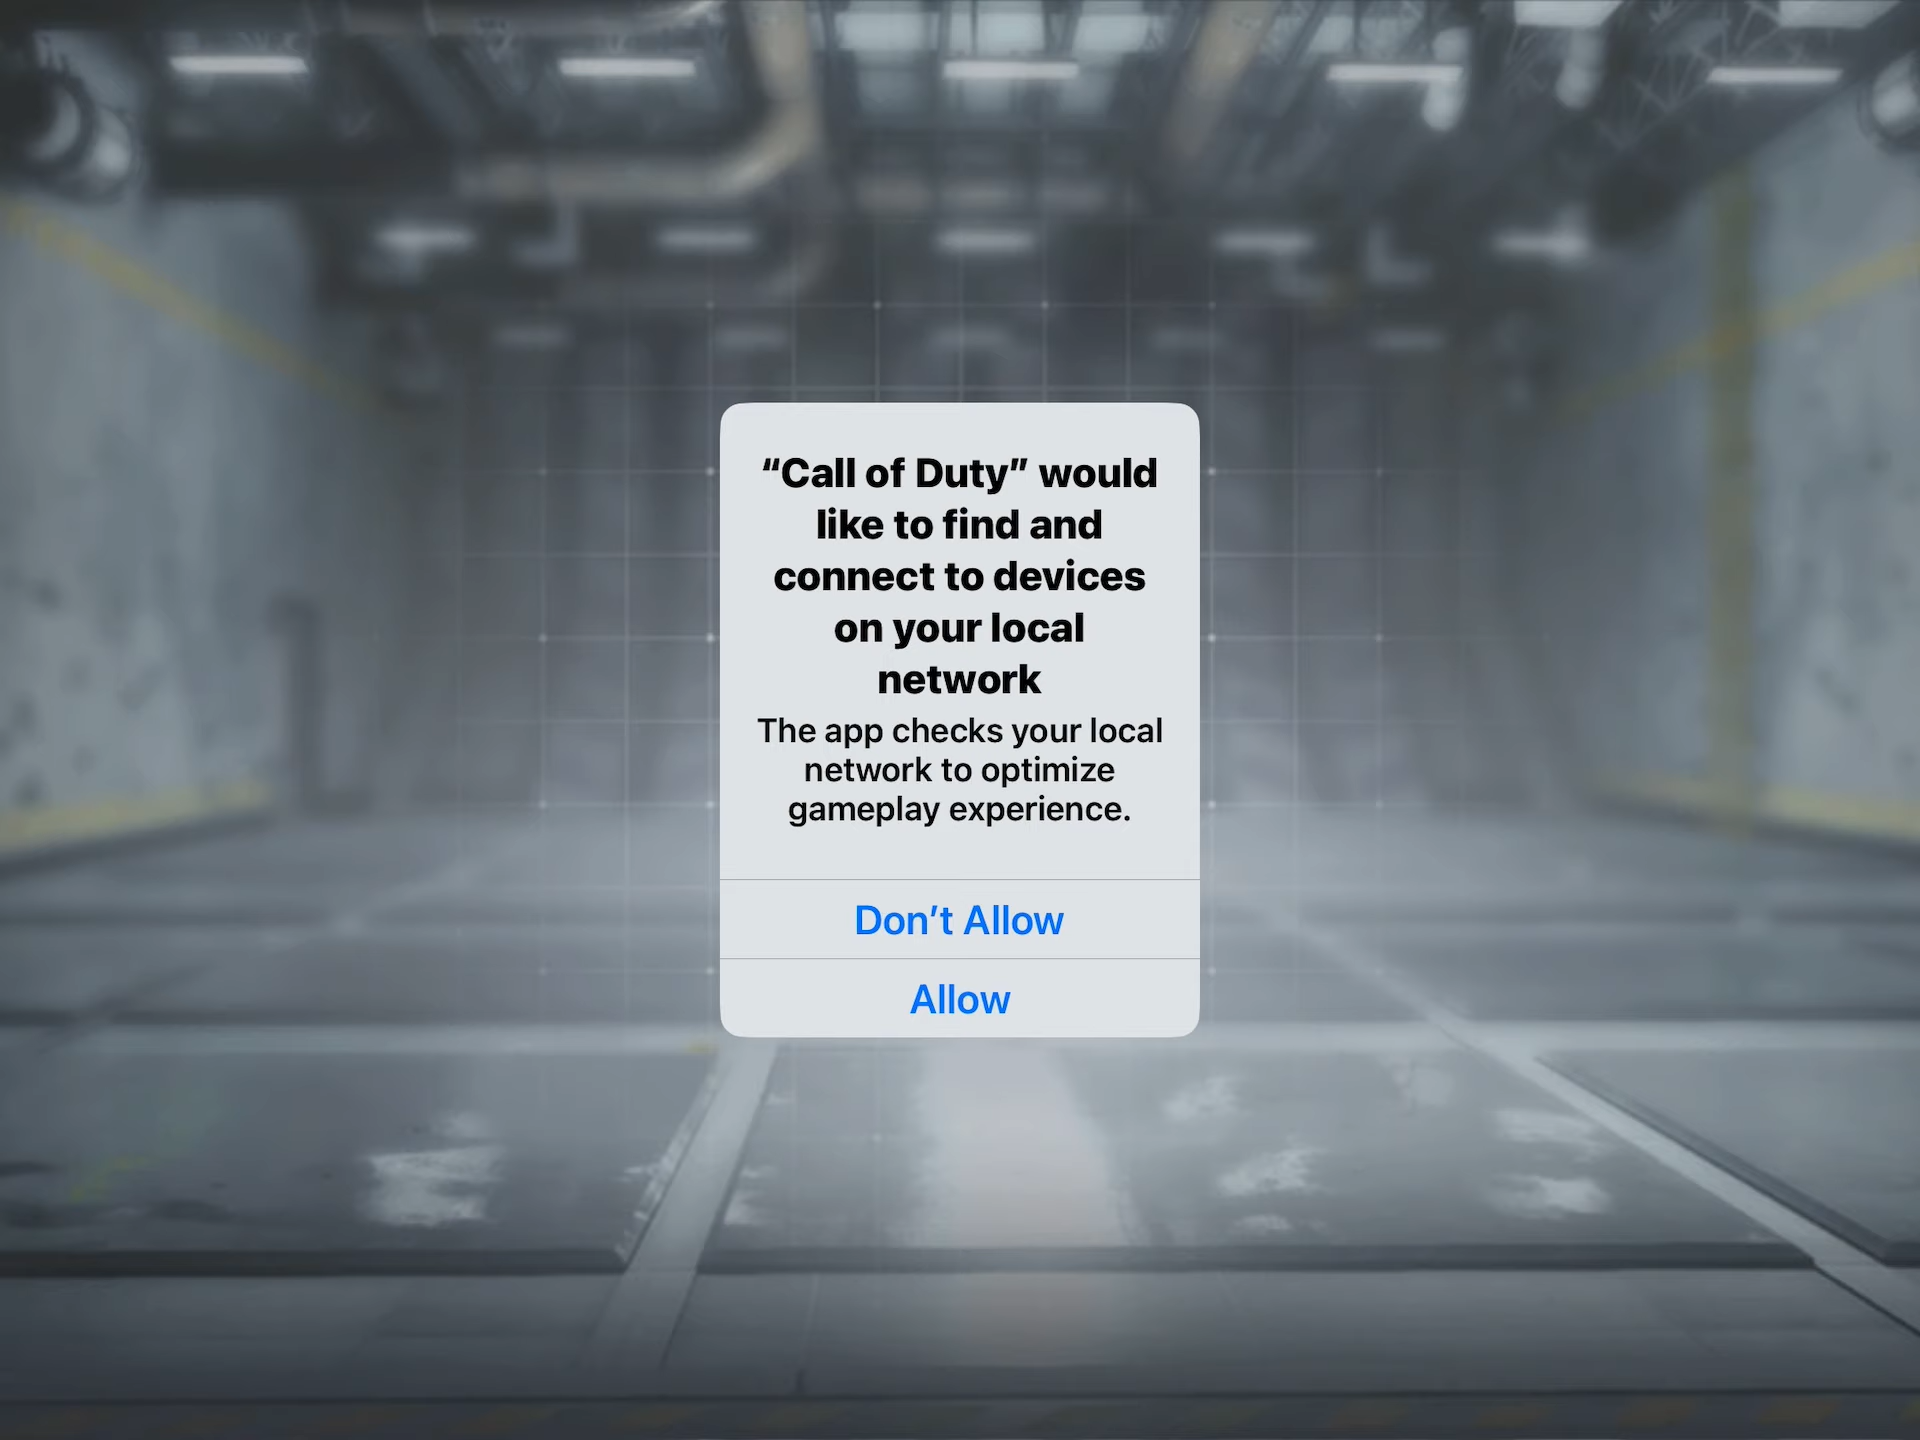 “Call of Duty” would
like to find and
connect to devices
on your local
network
The app checks your local
network to optimize
gameplay experience.
Don’t Allow
Allow